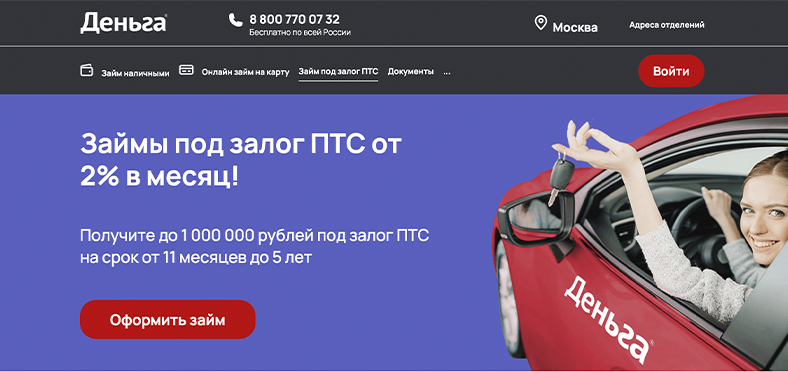 Деньга®
8 800 770 07 32
Бесплатно по всей России
Москва
Адреса отделений
Займ наличными
Онлайн займ на карту
Займ под залог ПТС
Документы
...
Войти
Займы под залог ПТС от
2% в месяц!
Получите до 1 000 000 рублей под залог ПТС
на срок от 11 месяцев до 5 лет
Оформить займ
Деньга®